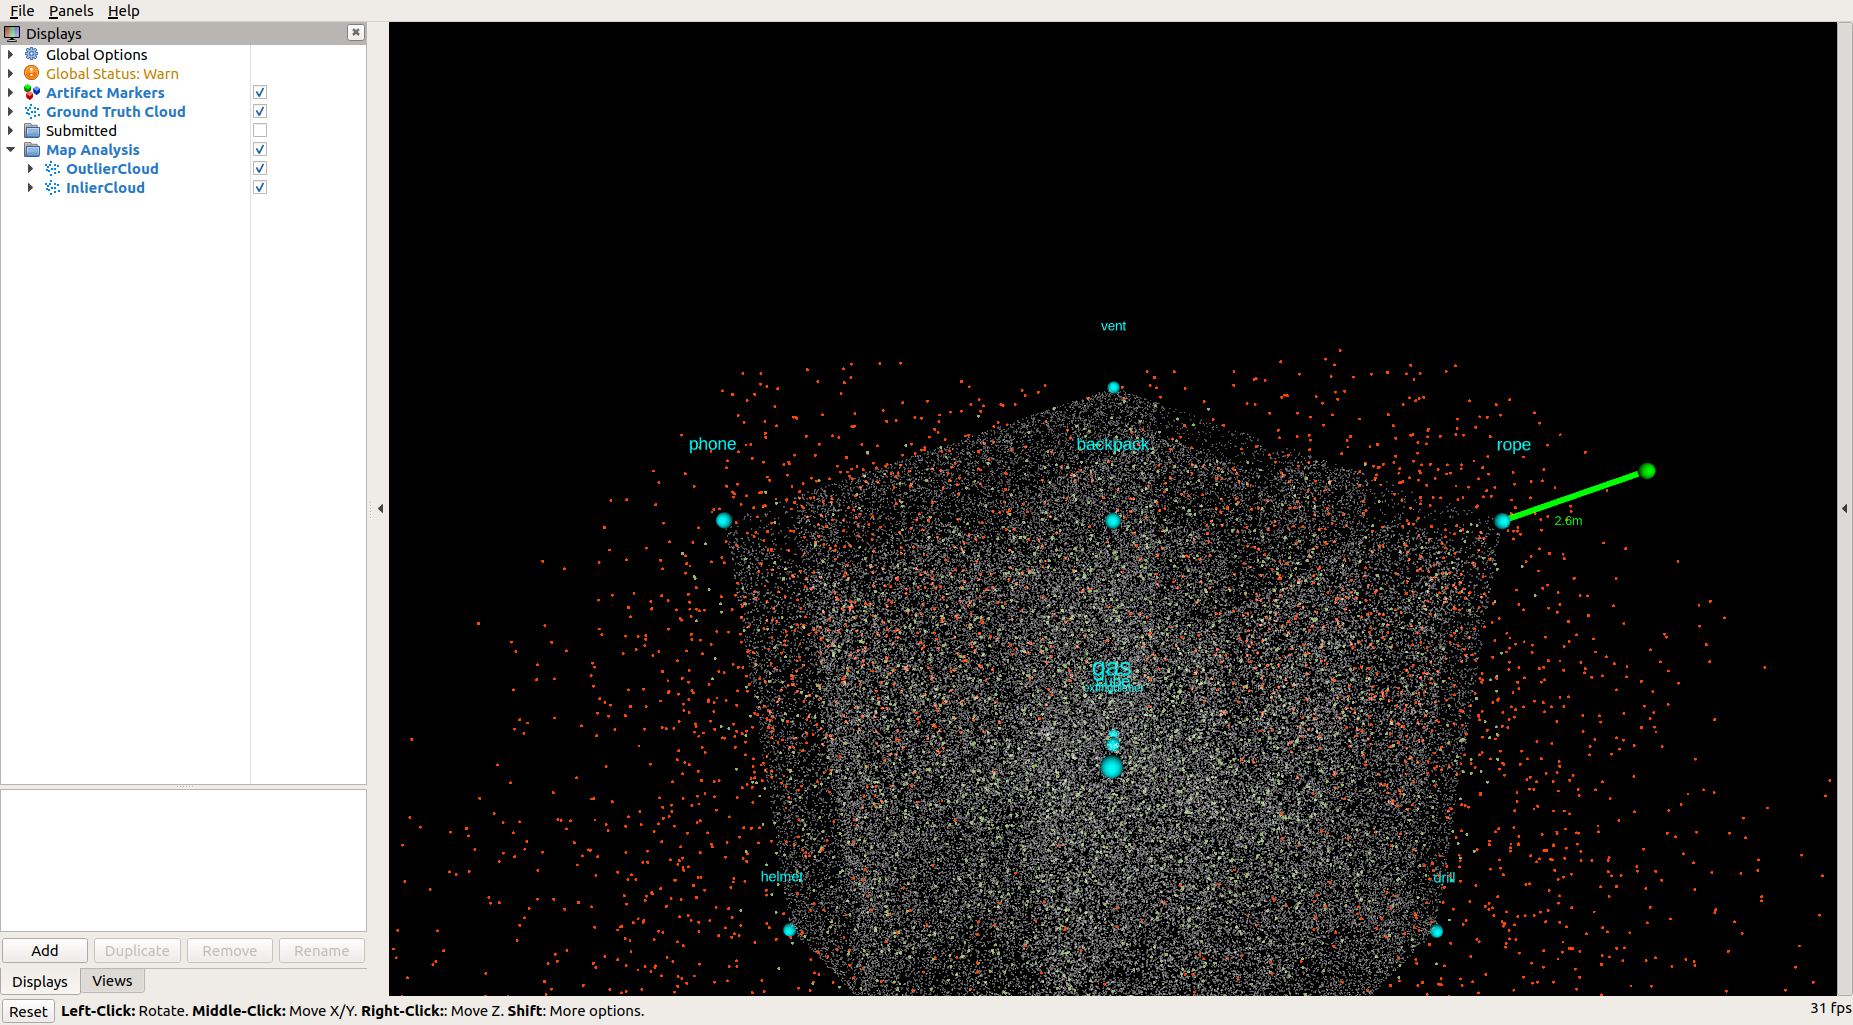 File Panels Help
Displays
Global Options
Global Status: Warn
Artifact Markers
Ground Truth Cloud
Submitted
Map Analysis
OutlierCloud
InlierCloud
vent
phone
backpack
rope
2.6m
gas
helmet
drill
Add Duplicate Remove Rename
Displays Views
Reset Left-Click: Rotate. Middle-Click: Move X/Y. Right-Click:: Move Z. Shift: More options.
31 fps